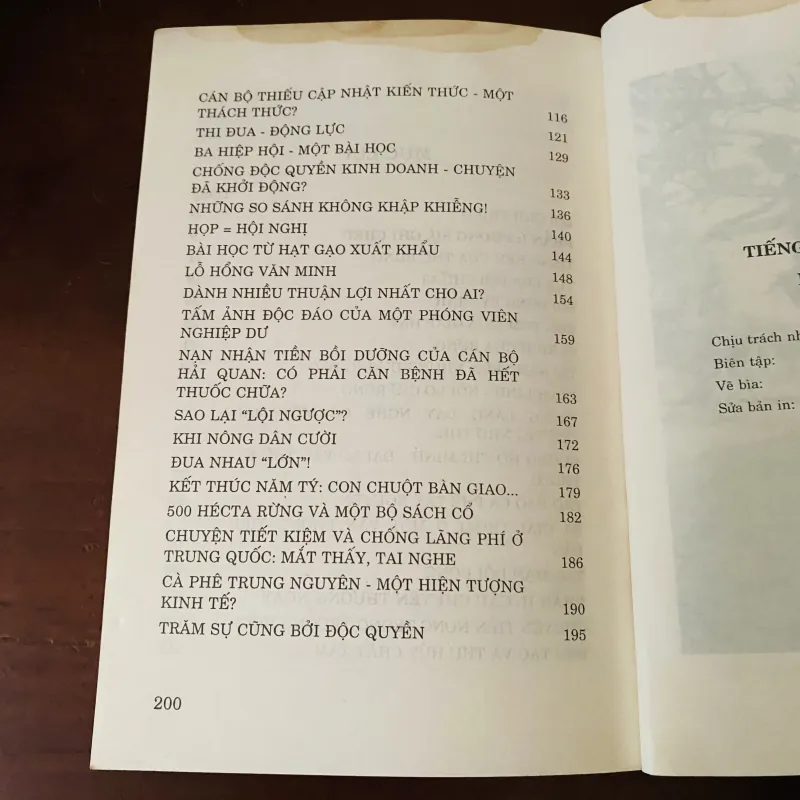 CÁN BỘ THIẾU CẬP NHẬT KIẾN THỨC - MỘT
THÁCH THỨC? 116
THI ĐUA - ĐỘNG LỰC 121
BA HIỆP HỘI - MỘT BÀI HỌC 129
CHỐNG ĐỘC QUYỀN KINH DOANH - CHUYỆN
ĐÃ KHỞI ĐỘNG? 133
NHỮNG SO SÁNH KHÔNG KHẬP KHIỄNG! 136
HỌP = HỘI NGHỊ 140
BÀI HỌC TỪ HẠT GẠO XUẤT KHẨU 144
LỖ HỔNG VĂN MINH 148
DÀNH NHIỀU THUẬN LỢI NHẤT CHO AI? 154
TẤM ẢNH ĐỘC ĐÁO CỦA MỘT PHÓNG VIÊN
NGHIỆP DƯ 159
NẠN NHẬN TIỀN BỒI DƯỠNG CỦA CÁN BỘ
HẢI QUAN: CÓ PHẢI CĂN BỆNH ĐÃ HẾT
THUỐC CHỮA? 163
SAO LẠI “LỘI NGƯỢC”? 167
KHI NÔNG DÂN CƯỜI 172
ĐUA NHAU “LỚN”! 176
KẾT THÚC NĂM TÝ: CON CHUỘT BÀN GIAO... 179
500 HÉCTA RỪNG VÀ MỘT BỘ SÁCH CỔ 182
CHUYỆN TIẾT KIỆM VÀ CHỐNG LÃNG PHÍ Ở
TRUNG QUỐC: MẮT THẤY, TAI NGHE 186
CÀ PHÊ TRUNG NGUYÊN - MỘT HIỆN TƯỢNG
KINH TẾ? 190
TRĂM SỰ CŨNG BỞI ĐỘC QUYỀN 195
200
TIẾNG
Chịu trách
Biên tập:
Vẽ bìa:
Sửa bản in: